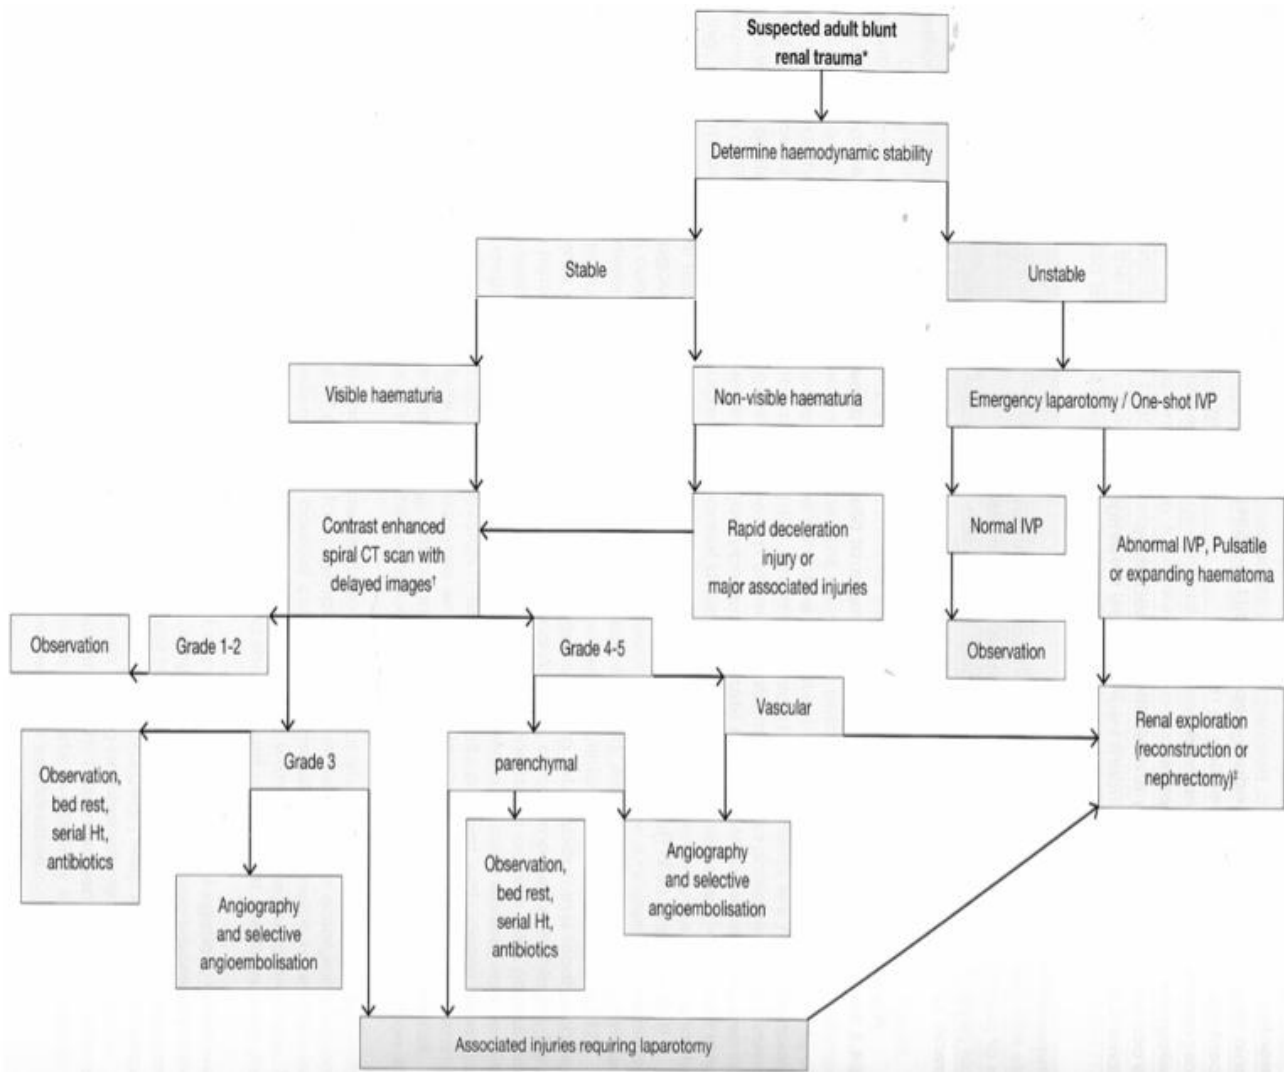 Suspected adult blunt
renal trauma*
Determine haemodynamic stability
Stable
Unstable
Visible haematuria
Non-visible haematuria
Emergency laparotomy / One-shot IVP
Contrast enhanced
spiral CT scan with
delayed images†
Rapid deceleration
injury or
major associated injuries
Normal IVP
Abnormal IVP, Pulsatile
or expanding haematoma
Observation
Grade 1-2
Grade 4-5
Observation
Vascular
Renal exploration
(reconstruction or
nephrectomy)‡
Observation,
bed rest,
serial Ht,
antibiotics
Grade 3
parenchymal
Angiography
and selective
angioembolisation
Observation,
bed rest,
serial Ht,
antibiotics
Angiography
and selective
angioembolisation
Associated injuries requiring laparotomy